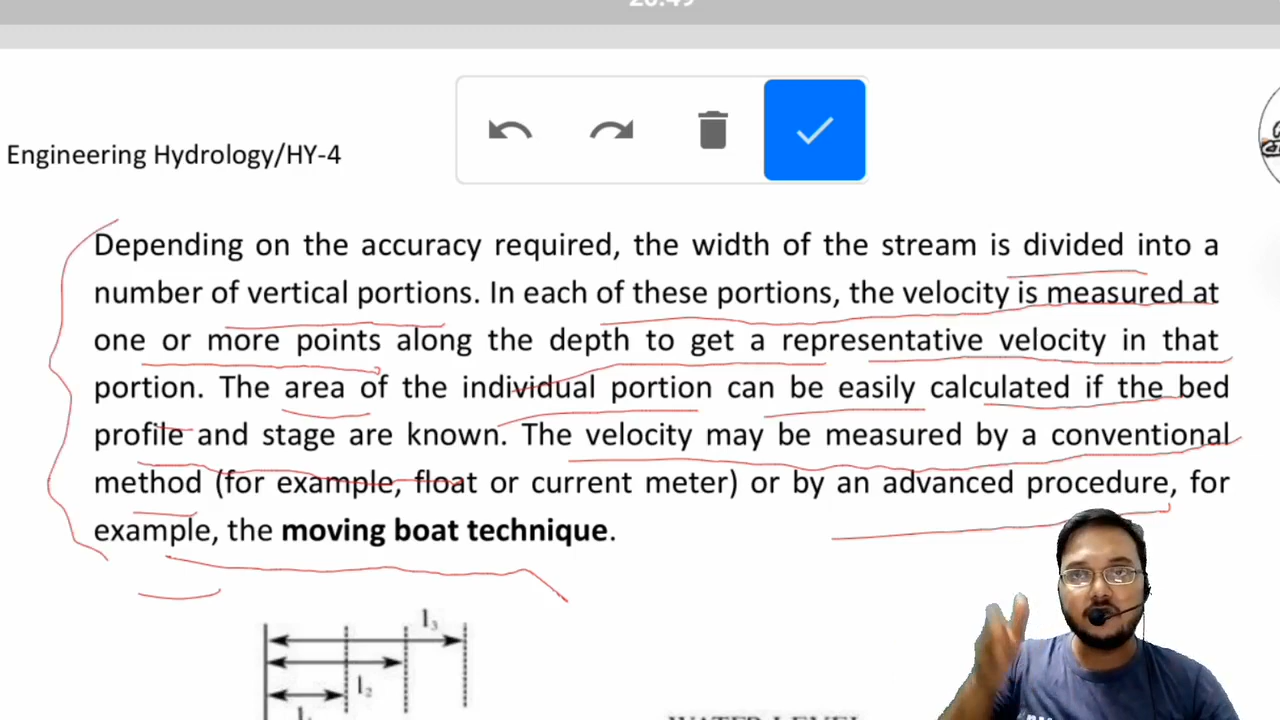 Engineering Hydrology/HY-4
Depending on the accuracy required, the width of the stream is divided into a
number of vertical portions. In each of these portions, the velocity is measured at
one or more points along the depth to get a representative velocity in that
portion. The area of the individual portion can be easily calculated if the bed
profile and stage are known. The velocity may be measured by a conventional
method (for example, float or current meter) or by an advanced procedure, for
example, the moving boat technique.
l₃
l₂
WATER LEVEL